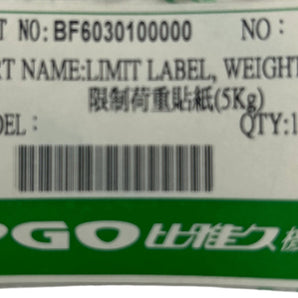 T NO:BF6030100000 NO:
RT NAME:LIMIT LABEL, WEIGHT
限制荷重貼紙(5Kg)
DEL: QTY:1
PGO 比雅久機